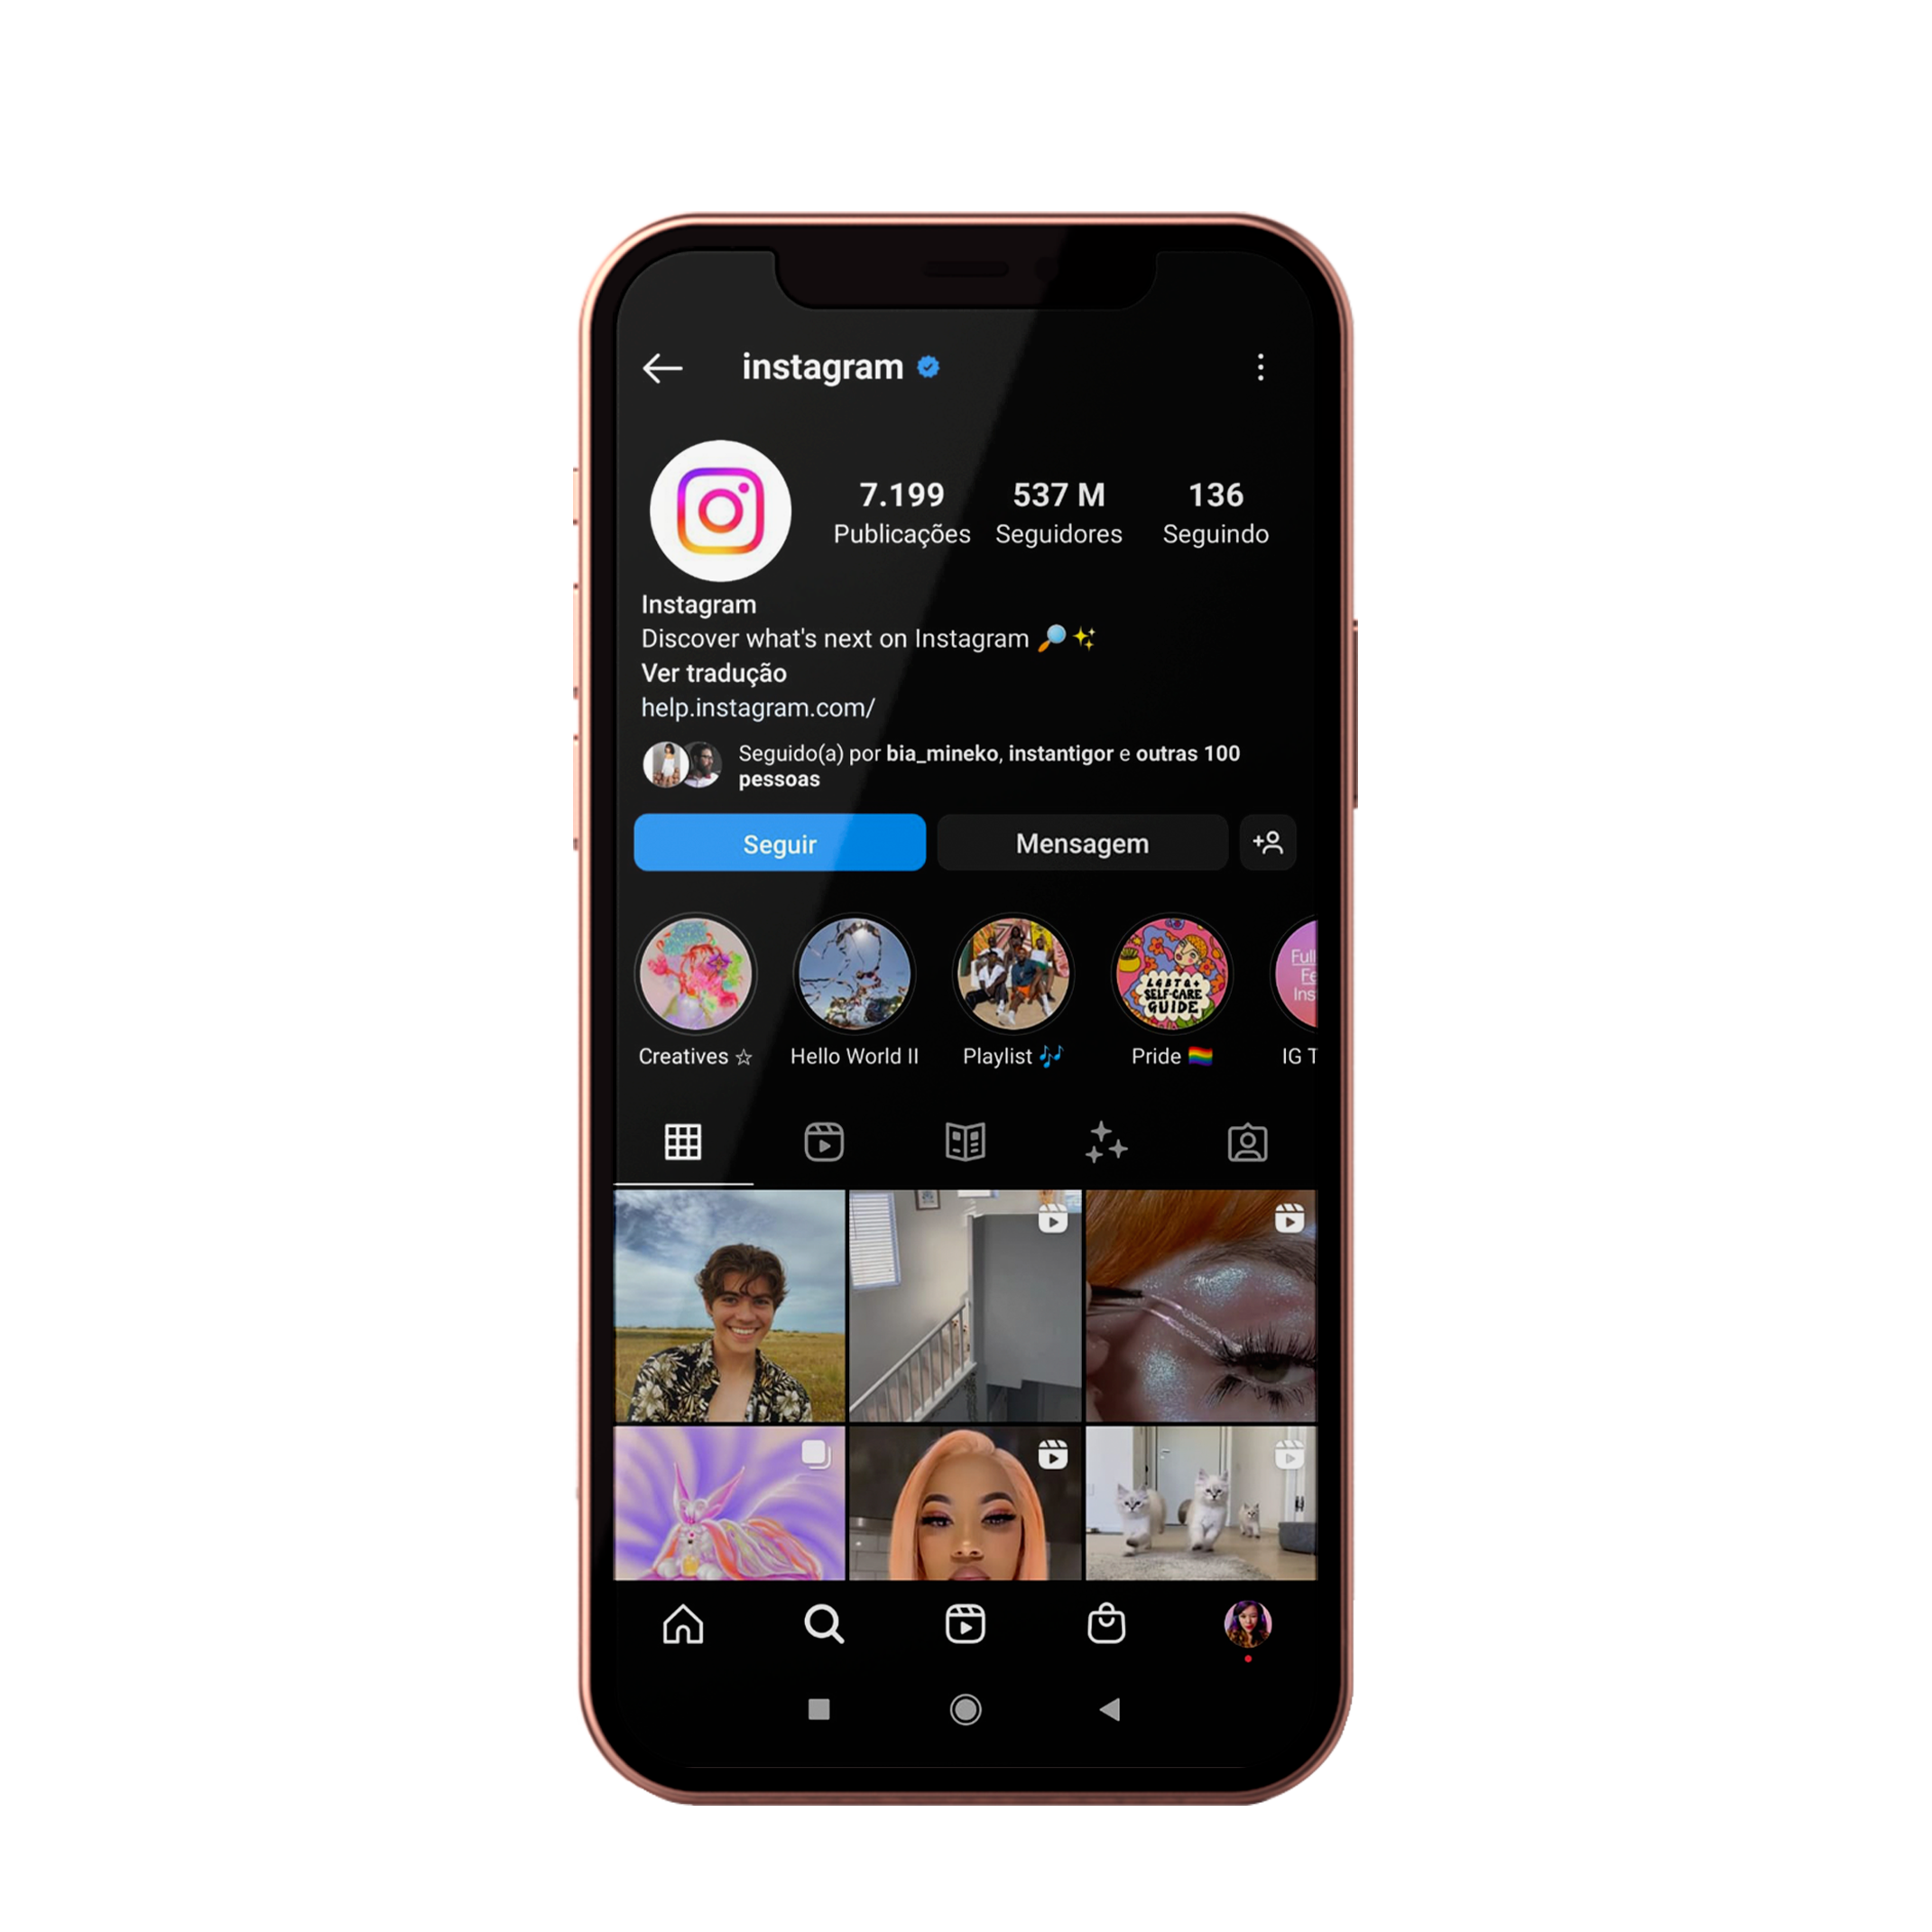 instagram
7.199 537 M 136
Publicações Seguidores Seguindo
Instagram
Discover what's next on Instagram 🔎✨
Ver tradução
help.instagram.com/
Seguido(a) por bia_mineko, instantigor e outras 100
pessoas
Seguir Mensagem
LGBTQ+
SELF-CARE
GUIDE
Full
Fe
Ins
Creatives ☆ Hello World II Playlist 🎶 Pride 🏳️‍🌈 IG T